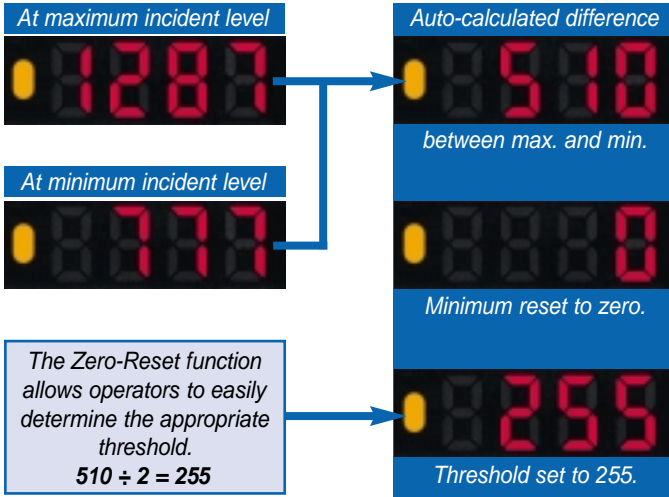 At maximum incident level
1287
At minimum incident level
777
The Zero-Reset function
allows operators to easily
determine the appropriate
threshold.
510 ÷ 2 = 255
Auto-calculated difference
510
between max. and min.
0
Minimum reset to zero.
255
Threshold set to 255.